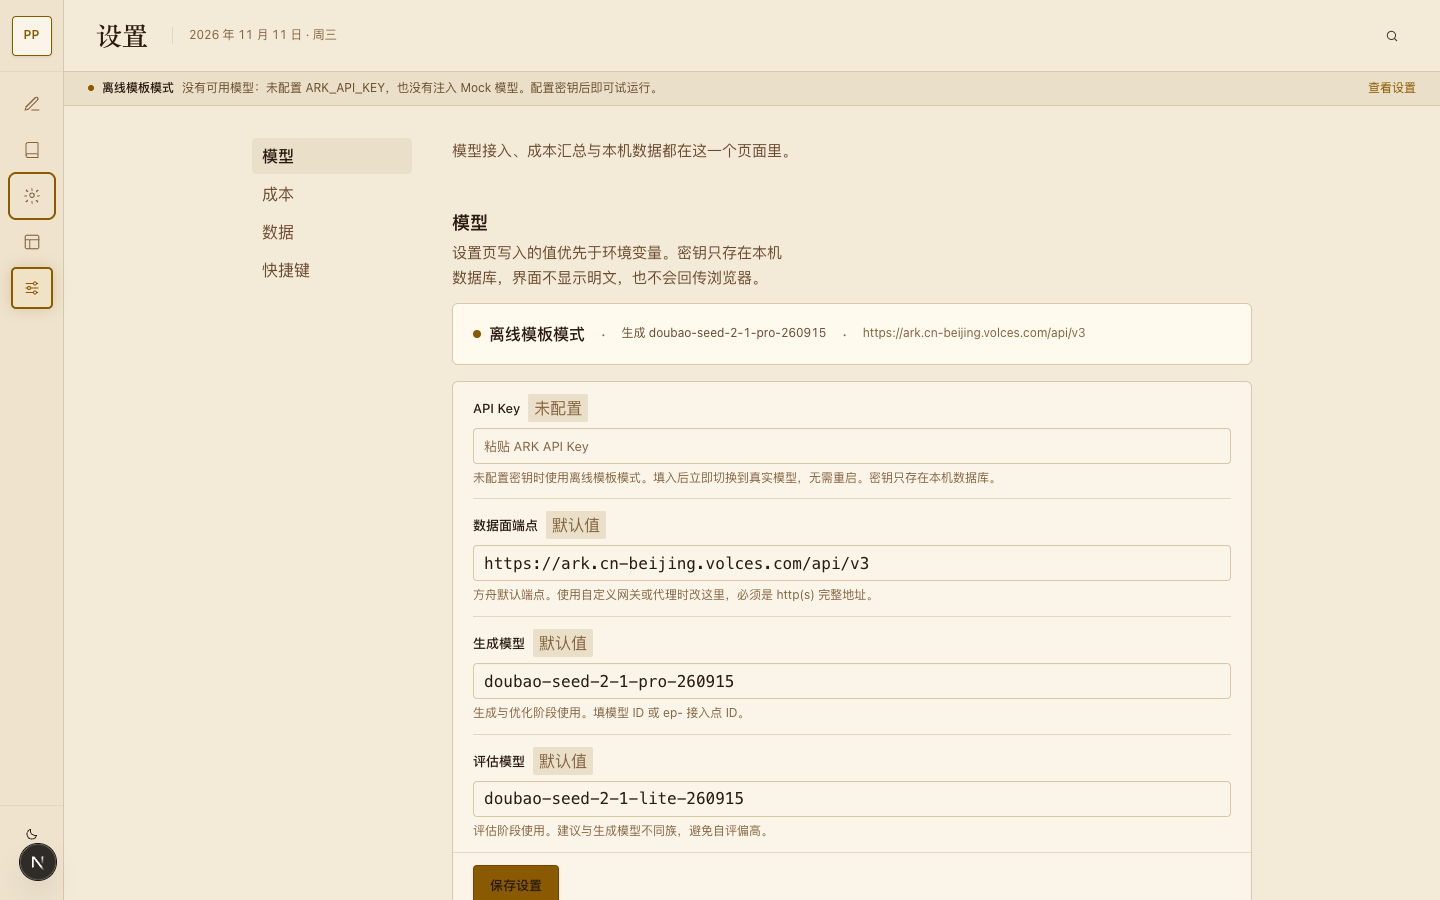 PP
设置
2026 年 11 月 11 日 · 周三
离线模板模式 没有可用模型：未配置 ARK_API_KEY，也没有注入 Mock 模型。配置密钥后即可试运行。
查看设置
模型
成本
数据
快捷键
模型接入、成本汇总与本机数据都在这一个页面里。
模型
设置页写入的值优先于环境变量。密钥只存在本机
数据库，界面不显示明文，也不会回传浏览器。
离线模板模式 · 生成 doubao-seed-2-1-pro-260915 · https://ark.cn-beijing.volces.com/api/v3
API Key 未配置
粘贴 ARK API Key
未配置密钥时使用离线模板模式。填入后立即切换到真实模型，无需重启。密钥只存在本机数据库。
数据面端点 默认值
https://ark.cn-beijing.volces.com/api/v3
方舟默认端点。使用自定义网关或代理时改这里，必须是 http(s) 完整地址。
生成模型 默认值
doubao-seed-2-1-pro-260915
生成与优化阶段使用。填模型 ID 或 ep- 接入点 ID。
评估模型 默认值
doubao-seed-2-1-lite-260915
评估阶段使用。建议与生成模型不同族，避免自评偏高。
N
保存设置